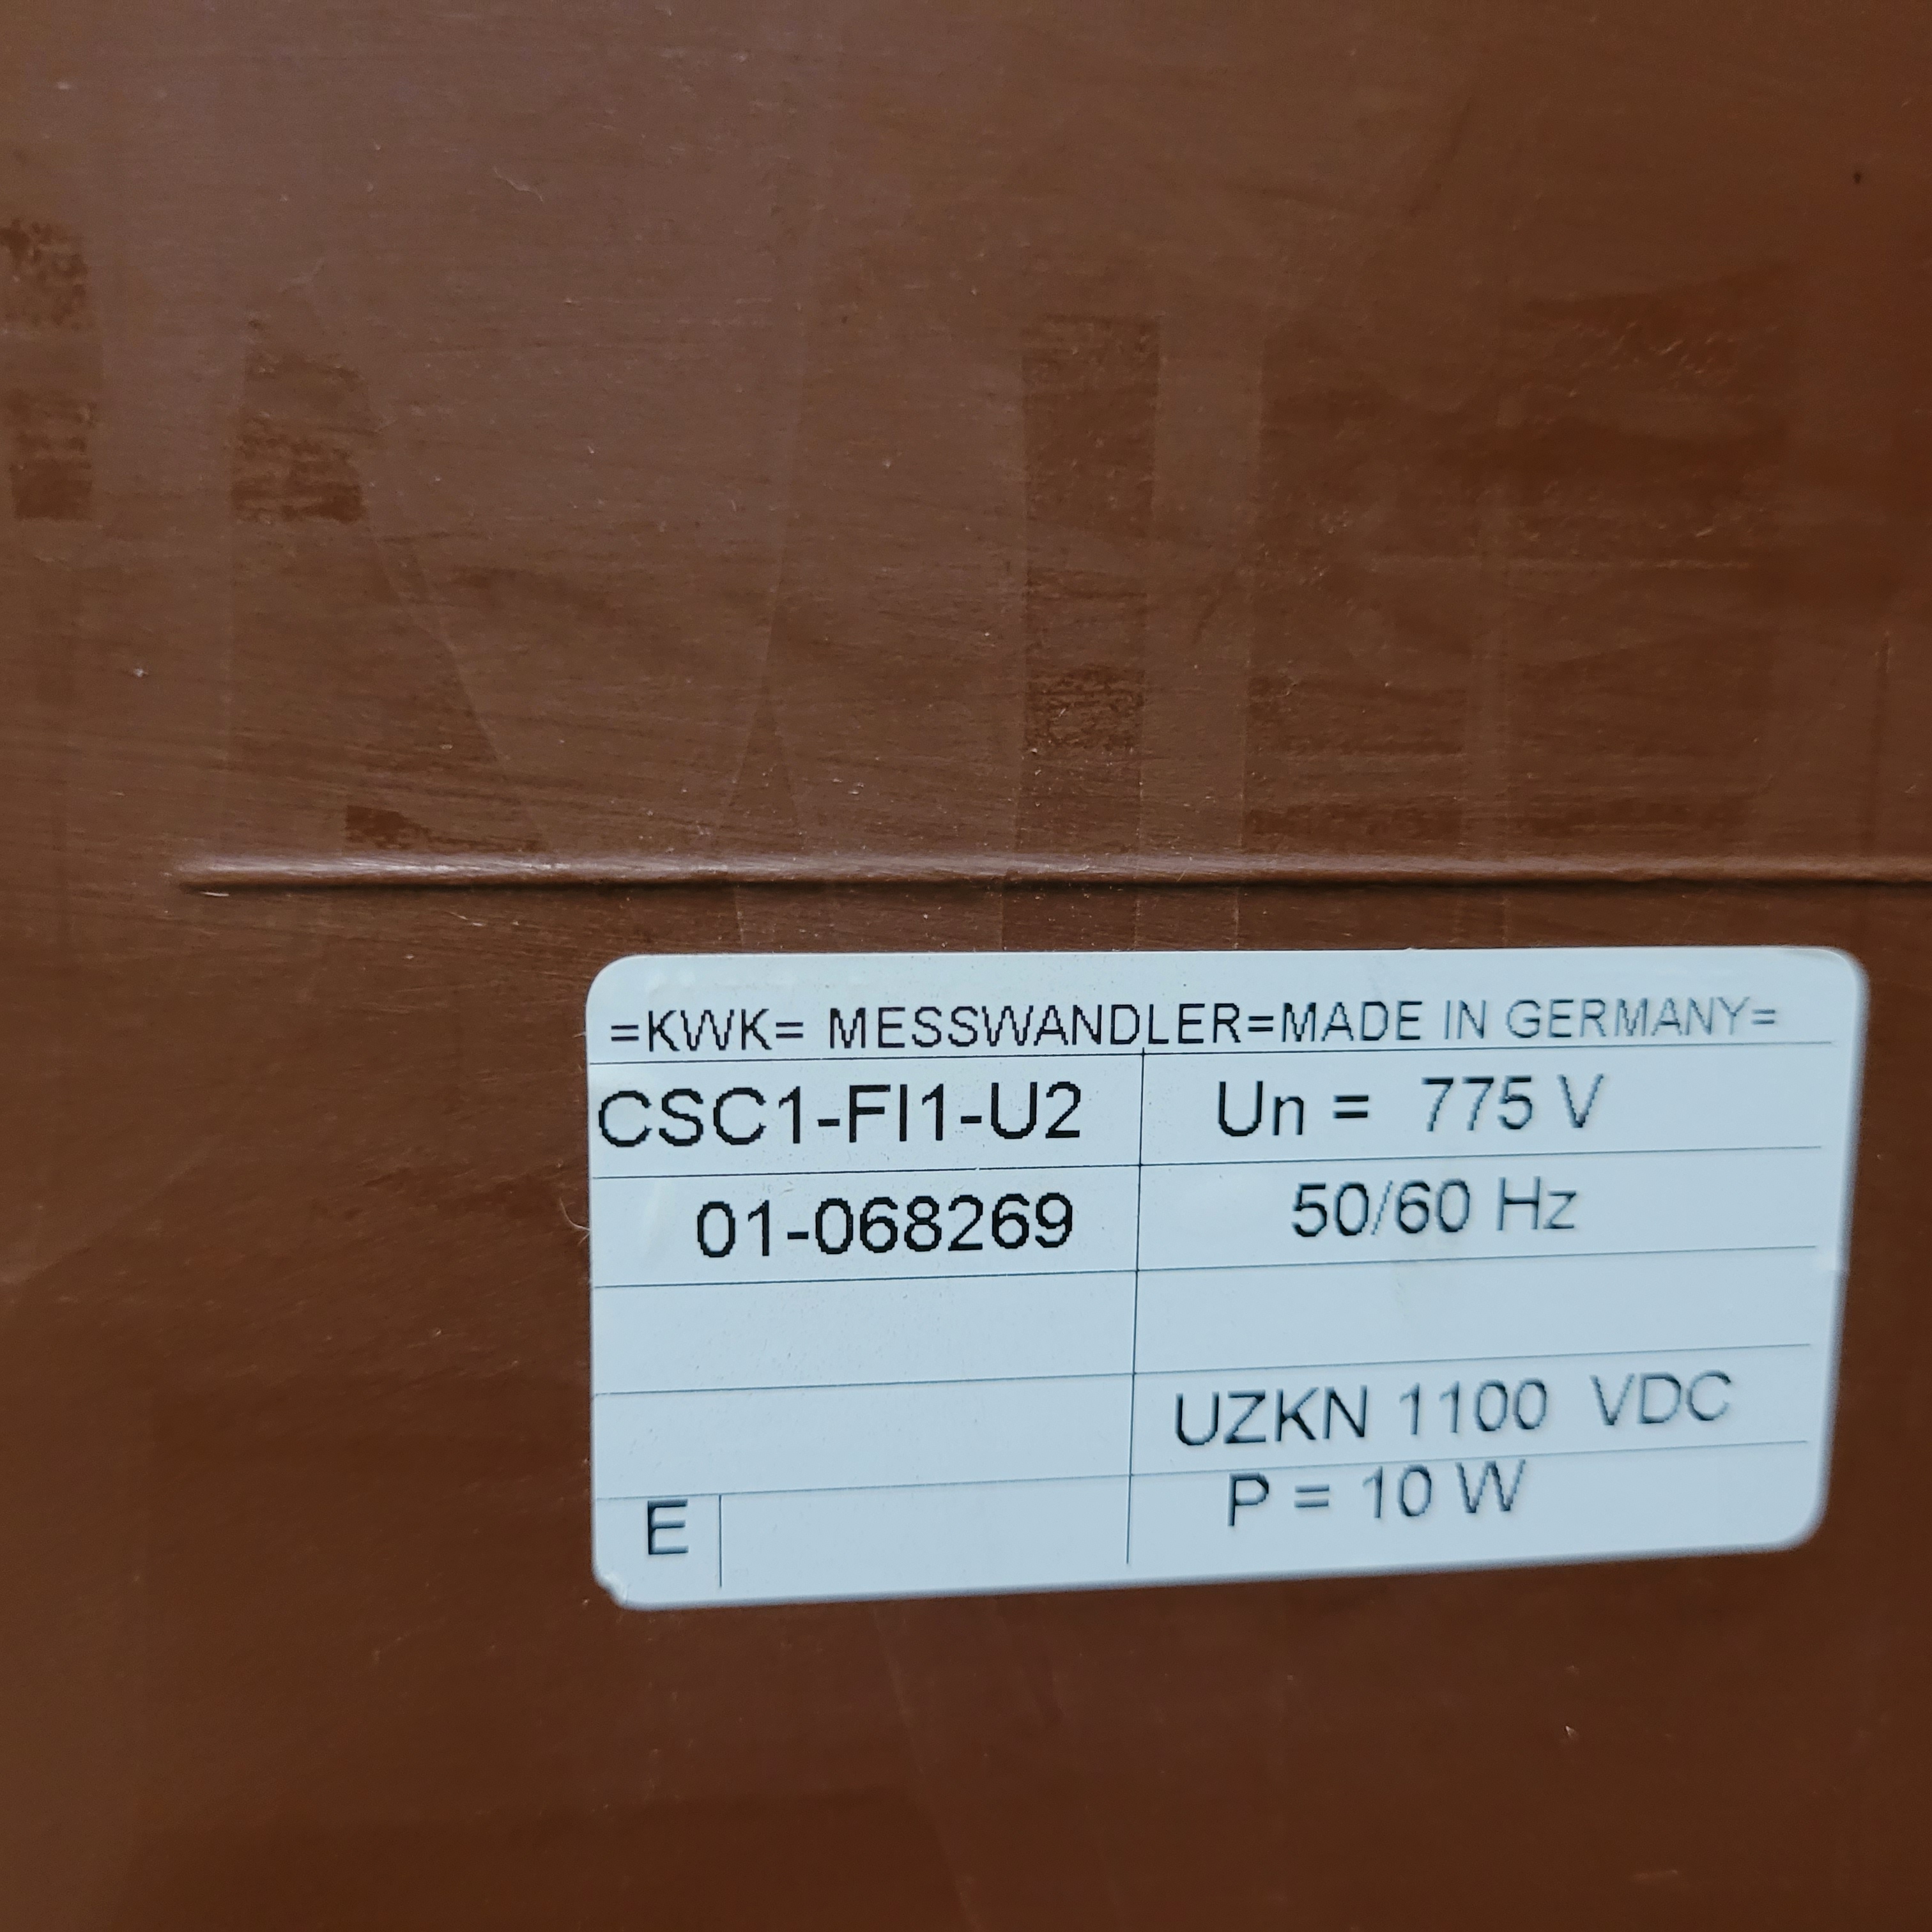 =KWK= MESSWANDLER=MADE IN GERMANY=
CSC1-FI1-U2 Un = 775 V
01-068269 50/60 Hz
UZKN 1100 VDC
E P = 10 W